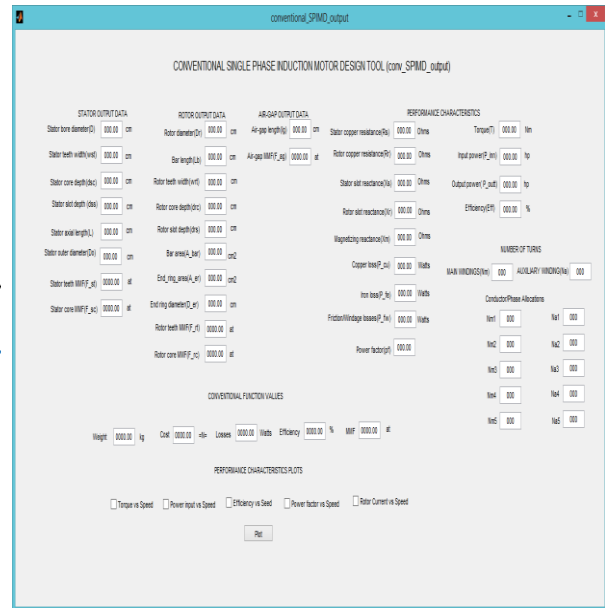 conventional_SPIMD_output
CONVENTIONAL SINGLE PHASE INDUCTION MOTOR DESIGN TOOL (conv_SPIMD_output)
STATOR OUTPUT DATA
Stator bore diameter(D) 000.00 cm
Stator teeth width(wst) 000.00 cm
Stator core depth(dsc) 000.00 cm
Stator slot depth (dss) 000.00 cm
Stator axial length(L) 000.00 cm
Stator outer diameter(Do) 000.00 cm
Stator teeth MMF(F_st) 0000.00 at
Stator core MMF(F_sc) 0000.00 at
ROTOR OUTPUT DATA
Rotor diameter(Dr) 000.00 cm
Bar length(Lb) 000.00 cm
Rotor teeth width(wrt) 000.00 cm
Rotor core depth(drc) 000.00 cm
Rotor slot depth(drs) 000.00 cm
Bar area(A_bar) 000.00 cm2
End_ring_area(A_er) 000.00 cm2
End ring diameter(D_er) 000.00 cm
Rotor teeth MMF(F_rt) 0000.00 at
Rotor core MMF(F_rc) 0000.00 at
AIR-GAP OUTPUT DATA
Air-gap length(lg) 000.00 cm
Air-gap MMF(F_ag) 000.00 at
PERFORMANCE CHARACTERISTICS
Stator copper resistance(Rs) 000.00 Ohms
Rotor copper resistance(Rr) 000.00 Ohms
Stator slot reactance(Xs) 000.00 Ohms
Rotor slot reactance(Xr) 000.00 Ohms
Magnetizing reactance(Xm) 000.00 Ohms
Copper loss(P_cu) 000.00 Watts
Iron loss(P_fe) 000.00 Watts
Friction/Windage losses(P_fw) 000.00 Watts
Power factor(pf) 000.00
Torque(T) 000.00 Nm
Input power(P_inn) 000.00 hp
Output power( P_outt) 000.00 hp
Efficiency(Eff) 000.00 %
NUMBER OF TURNS
MAIN WINDINGS(Nm) 000 AUXILIARY WINDING(Na) 000
Conductor/Phase Allocations
Nm1 000 Na1 000
Nm2 000 Na2 000
Nm3 000 Na3 000
Nm4 000 Na4 000
Nm5 000 Na5 000
CONVENTIONAL FUNCTION VALUES
Weight 0000.00 kg Cost 0000.00 =N= Losses 0000.00 Watts Efficiency 0000.00 % MMF 0000.00 at
PERFORMANCE CHARACTERISTICS PLOTS
Torque vs Speed Power input vs Speed Efficiency vs Seed Power factor vs Speed Rotor Current vs Speed
Plot